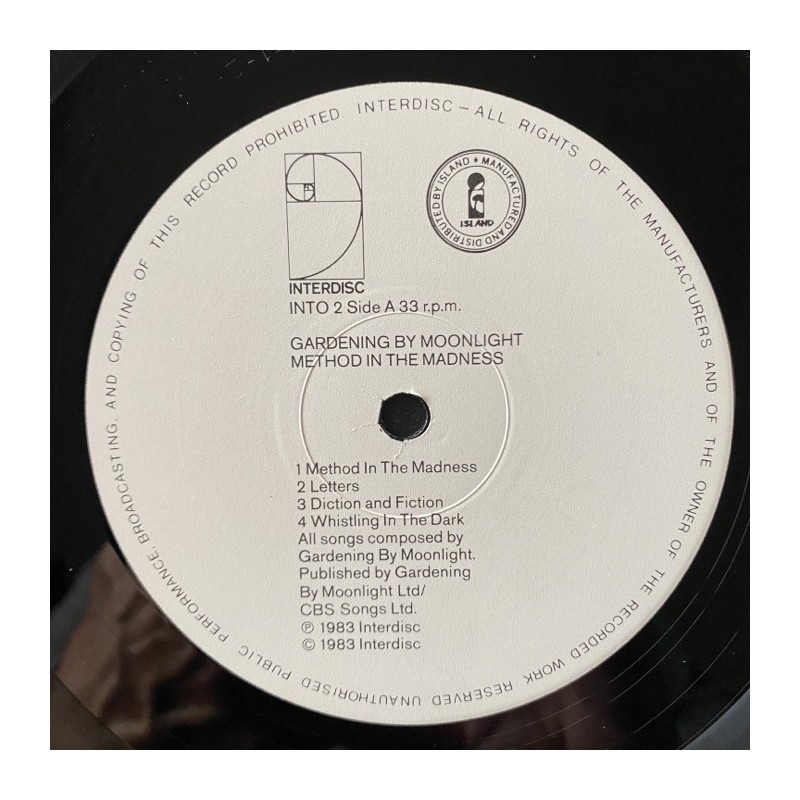 INTERDISC – ALL RIGHTS OF THE MANUFACTURERS AND OF THE OWNER OF THE RECORDED WORK RESERVED. UNAUTHORISED PUBLIC PERFORMANCE, BROADCASTING, AND COPYING OF THIS RECORD PROHIBITED
MANUFACTURED AND DISTRIBUTED BY ISLAND
ISLAND
INTERDISC
INTO 2 Side A 33 r.p.m.
GARDENING BY MOONLIGHT
METHOD IN THE MADNESS
1 Method In The Madness
2 Letters
3 Diction and Fiction
4 Whistling In The Dark
All songs composed by
Gardening By Moonlight.
Published by Gardening
By Moonlight Ltd/
CBS Songs Ltd.
℗ 1983 Interdisc
© 1983 Interdisc